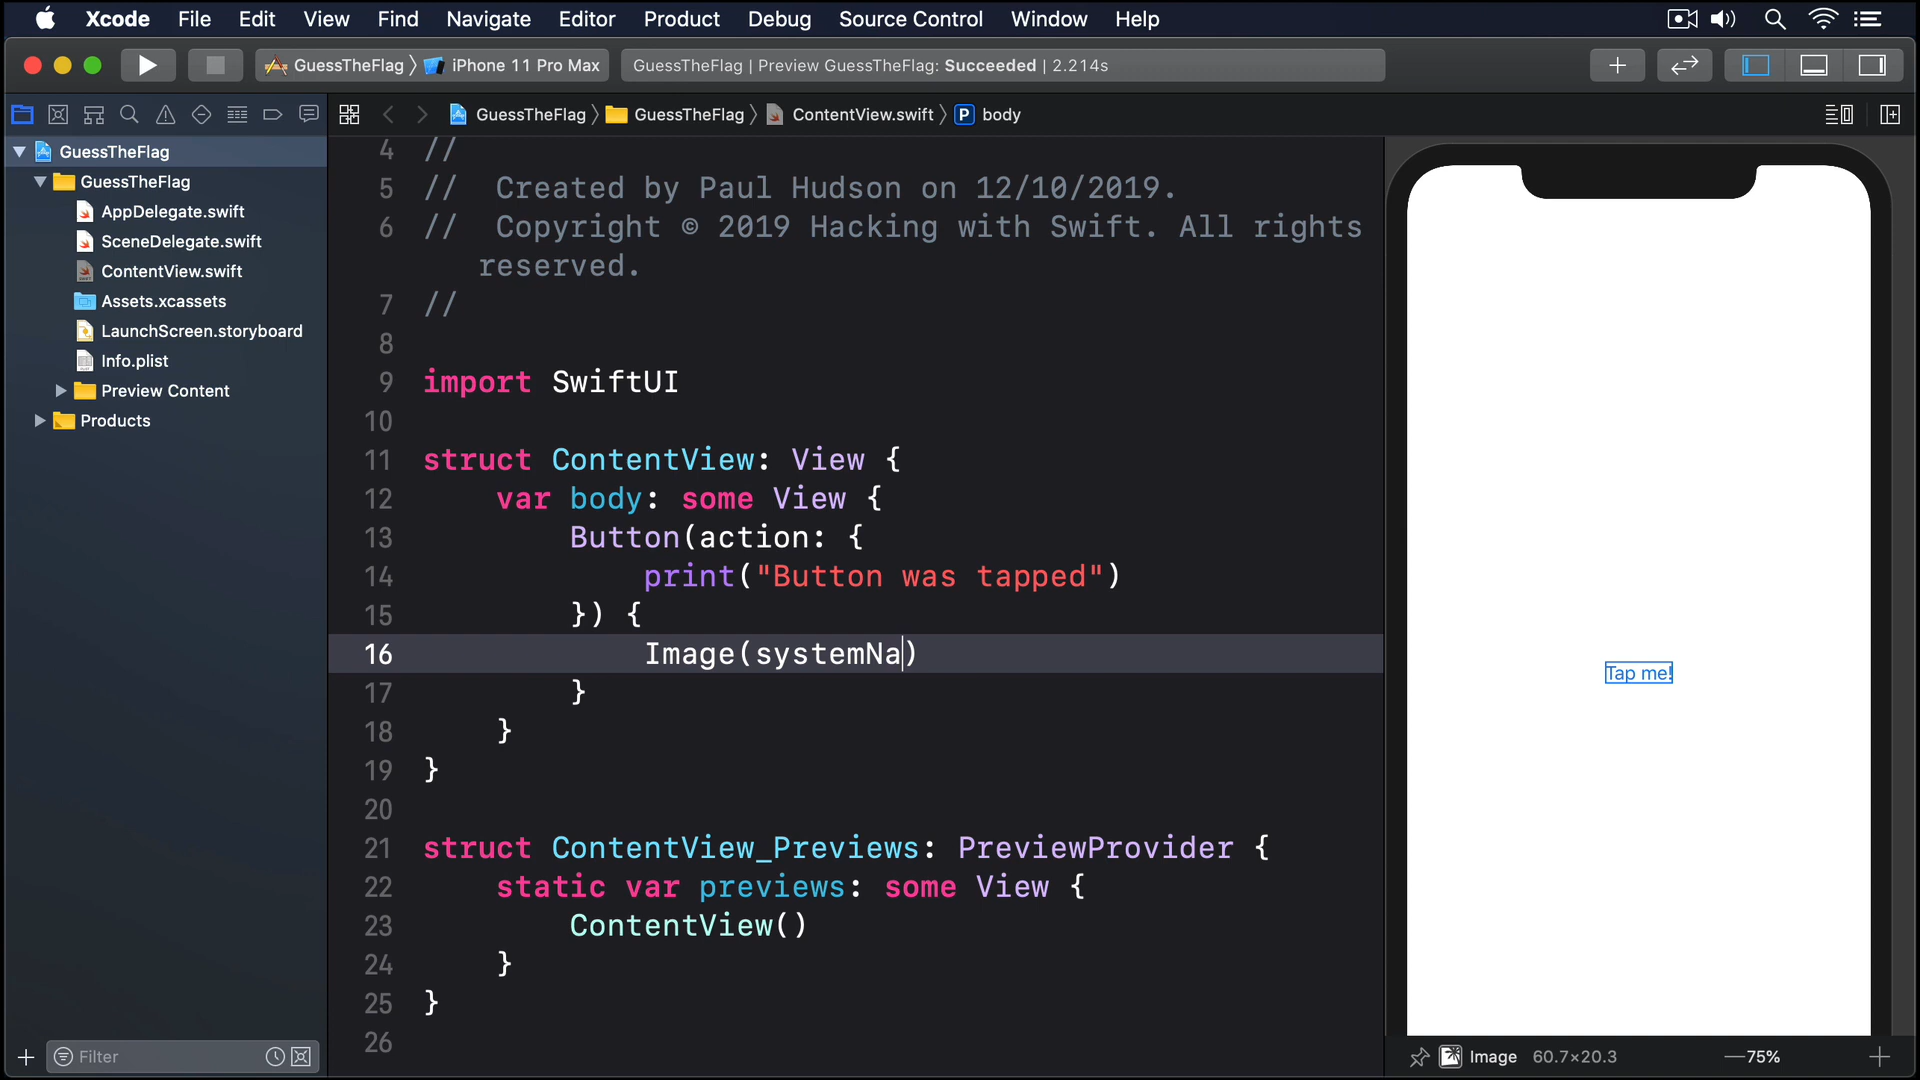 Xcode File Edit View Find Navigate Editor Product Debug Source Control Window Help
GuessTheFlag 〉 iPhone 11 Pro Max
GuessTheFlag | Preview GuessTheFlag: Succeeded | 2.214s
GuessTheFlag 〉 GuessTheFlag 〉 ContentView.swift 〉 P body
GuessTheFlag
GuessTheFlag
AppDelegate.swift
SceneDelegate.swift
ContentView.swift
Assets.xcassets
LaunchScreen.storyboard
Info.plist
Preview Content
Products
Filter
4 //
5 //  Created by Paul Hudson on 12/10/2019.
6 //  Copyright © 2019 Hacking with Swift. All rights
reserved.
7 //
8
9 import SwiftUI
10
11 struct ContentView: View {
12     var body: some View {
13         Button(action: {
14             print("Button was tapped")
15         }) {
16             Image(systemNa)
17         }
18     }
19 }
20
21 struct ContentView_Previews: PreviewProvider {
22     static var previews: some View {
23         ContentView()
24     }
25 }
26
Tap me!
Image 60.7×20.3
75%